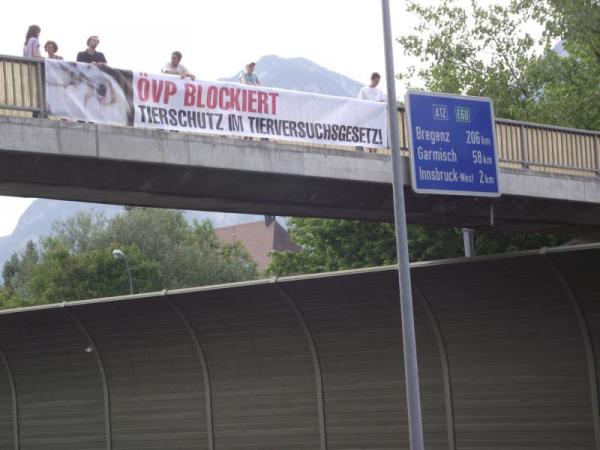 ÖVP BLOCKIERT
TIERSCHUTZ IM TIERVERSUCHSGESETZ!
A12 E60
Bregenz 206 km
Garmisch 58 km
Innsbruck-West 2 km